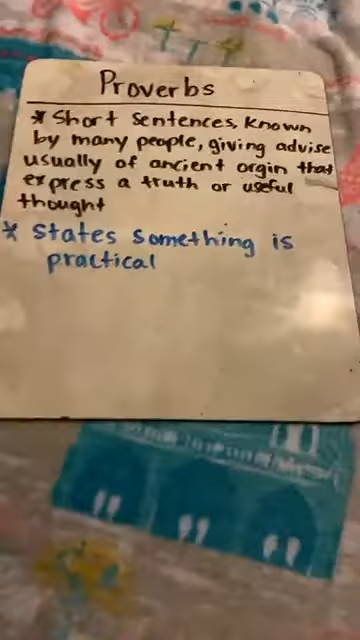 Proverbs
* Short Sentences, Known
by many people, giving advise
usually of ancient orgin that
express a truth or useful
thought
* States something is
practical